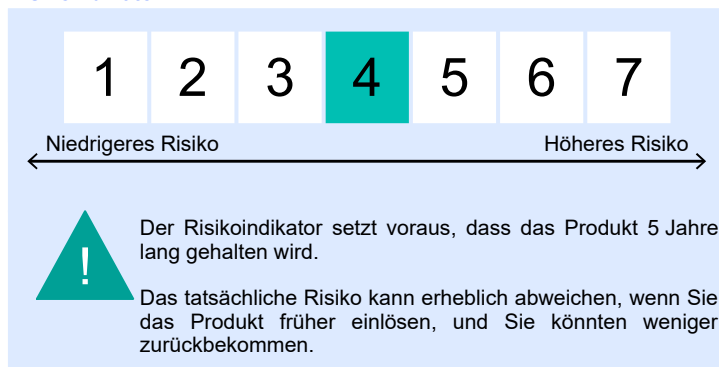 1 2 3 4 5 6 7
Niedrigeres Risiko Höheres Risiko
!
Der Risikoindikator setzt voraus, dass das Produkt 5 Jahre
lang gehalten wird.
Das tatsächliche Risiko kann erheblich abweichen, wenn Sie
das Produkt früher einlösen, und Sie könnten weniger
zurückbekommen.